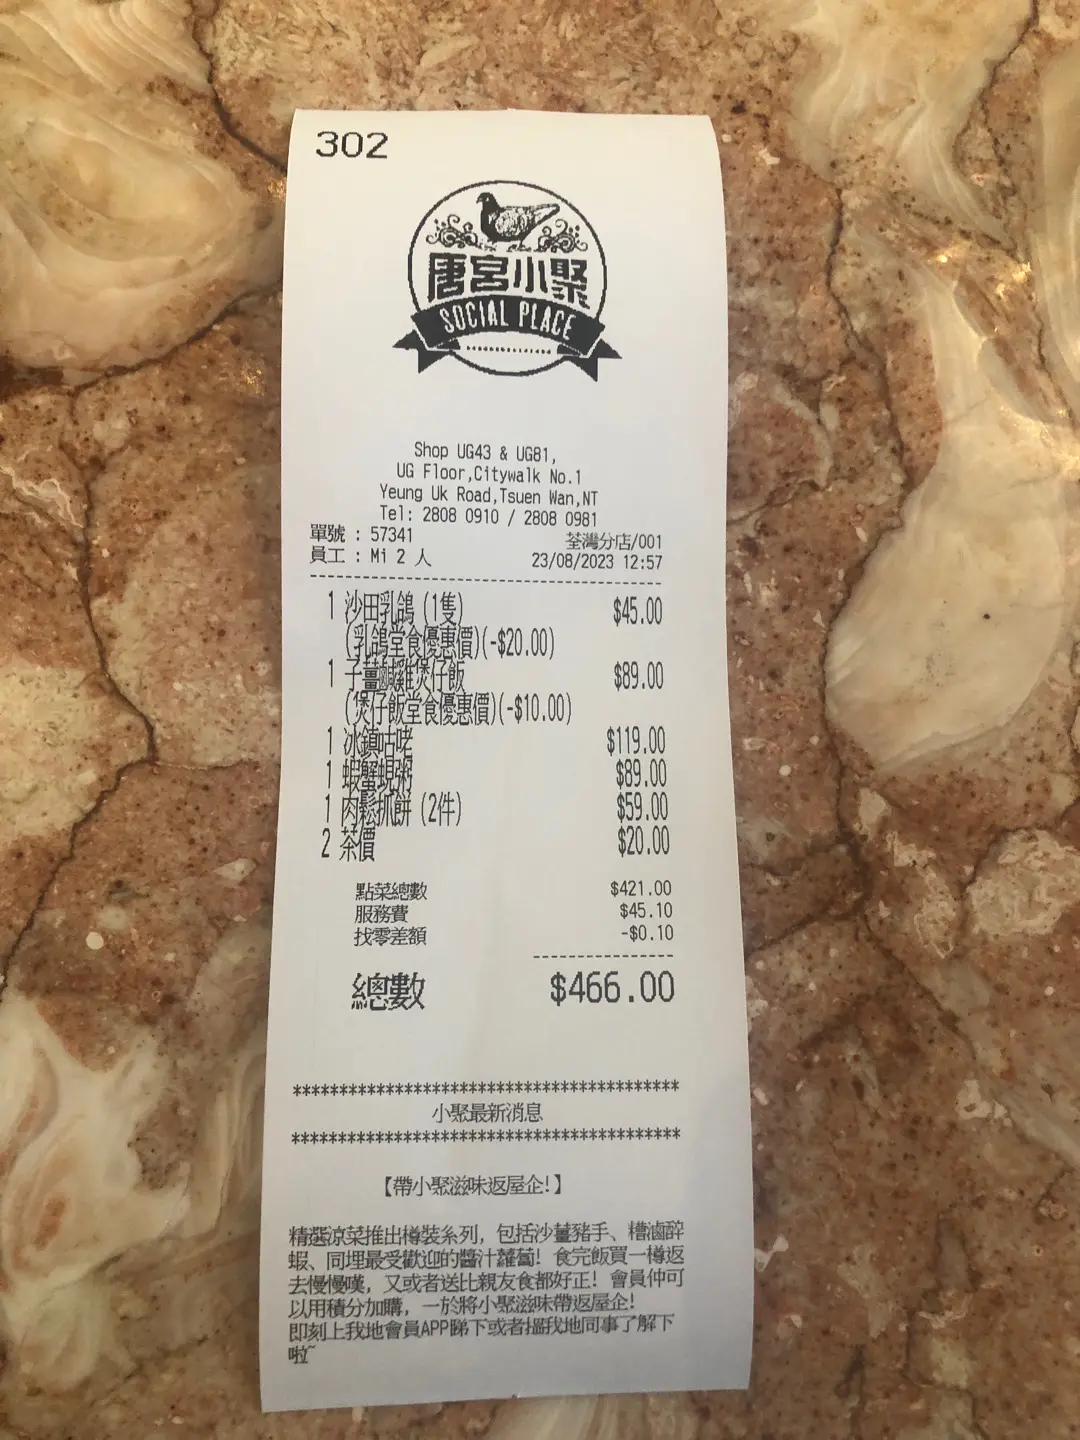 302
唐宮小聚
SOCIAL PLACE
Shop UG43 & UG81,
UG Floor,Citywalk No.1
Yeung Uk Road,Tsuen Wan,NT
Tel: 2808 0910 / 2808 0981
單號 : 57341 荃灣分店/001
員工 : Mi 2 人 23/08/2023 12:57
1 沙田乳鴿 (1隻) $45.00
(乳鴿堂食優惠價)(-$20.00)
1 子薑鹹雞煲仔飯 $89.00
(煲仔飯堂食優惠價)(-$10.00)
1 冰鎮咕咾 $119.00
1 蝦蟹蜆粥 $89.00
1 肉鬆抓餅 (2件) $59.00
2 茶價 $20.00
點菜總數 $421.00
服務費 $45.10
找零差額 -$0.10
總數 $466.00
******************************************
小聚最新消息
******************************************
【帶小聚滋味返屋企!】
精選涼菜推出樽裝系列, 包括沙薑豬手、糟滷醉
蝦、同埋最受歡迎的醬汁蘿蔔! 食完飯買一樽返
去慢慢嘆, 又或者送比親友食都好正! 會員仲可
以用積分加購, 一於將小聚滋味帶返屋企!
即刻上我地會員APP睇下或者搵我地同事了解下
啦~